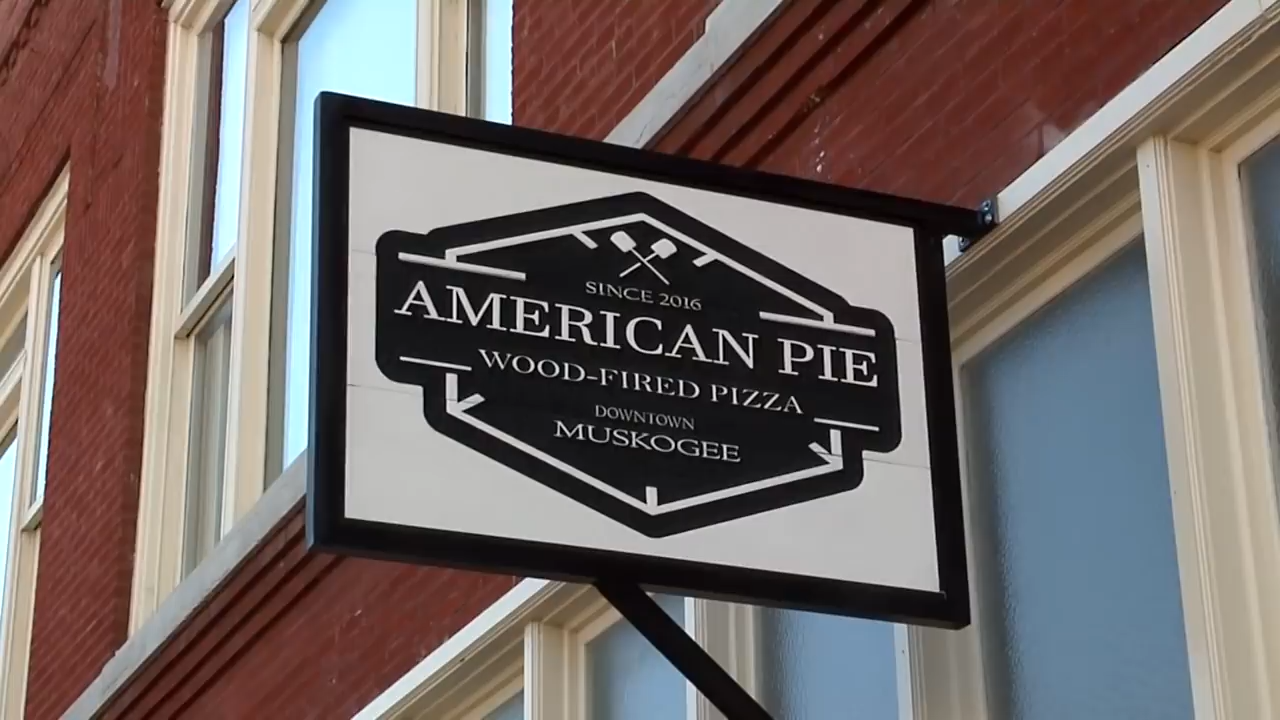 SINCE 2016
AMERICAN PIE
WOOD-FIRED PIZZA
DOWNTOWN
MUSKOGEE